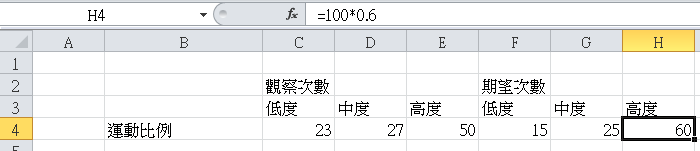 H4 fx =100*0.6
A B C D E F G H
1
2 觀察次數 期望次數
3 低度 中度 高度 低度 中度 高度
4 運動比例 23 27 50 15 25 60